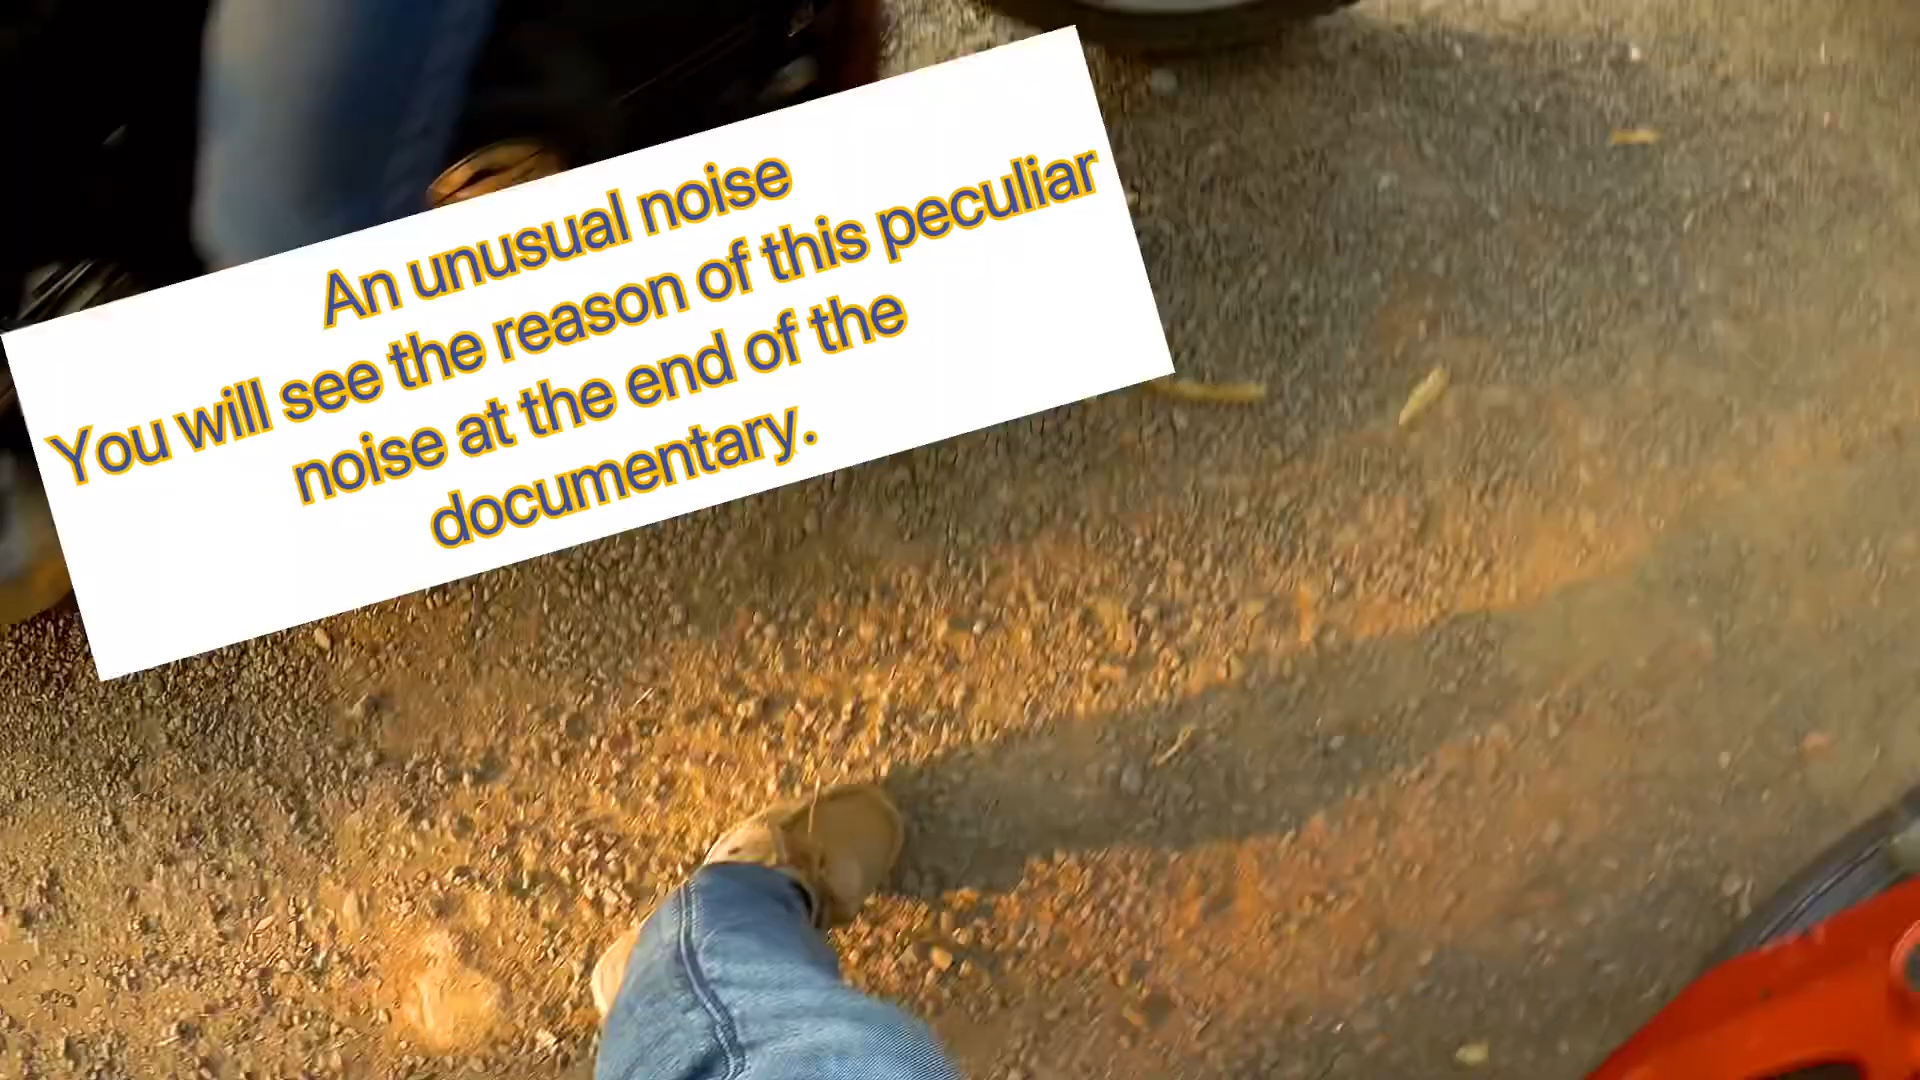 An unusual noise
You will see the reason of this peculiar
noise at the end of the
documentary.